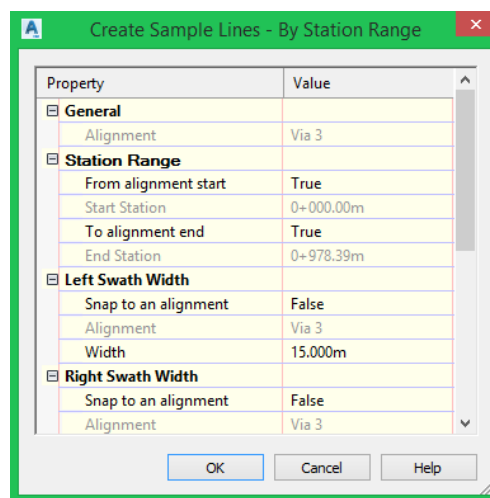 Create Sample Lines - By Station Range
Property Value
General
Alignment Via 3
Station Range
From alignment start True
Start Station 0+000.00m
To alignment end True
End Station 0+978.39m
Left Swath Width
Snap to an alignment False
Alignment Via 3
Width 15.000m
Right Swath Width
Snap to an alignment False
Alignment Via 3
OK Cancel Help